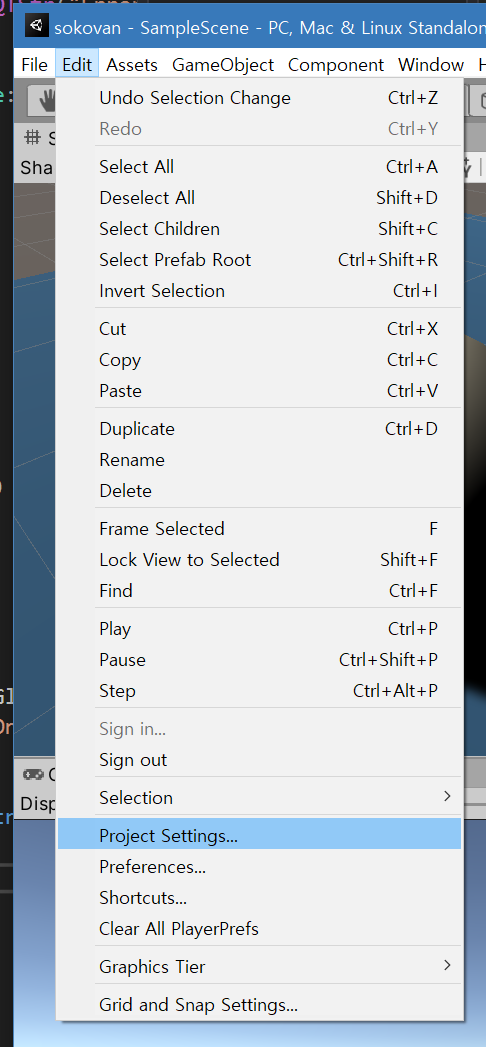 sokovan - SampleScene - PC, Mac & Linux Standalon
File Edit Assets GameObject Component Window H
Undo Selection Change Ctrl+Z
Redo Ctrl+Y
Sha
Select All Ctrl+A
Deselect All Shift+D
Select Children Shift+C
Select Prefab Root Ctrl+Shift+R
Invert Selection Ctrl+I
Cut Ctrl+X
Copy Ctrl+C
Paste Ctrl+V
Duplicate Ctrl+D
Rename
Delete
Frame Selected F
Lock View to Selected Shift+F
Find Ctrl+F
Play Ctrl+P
Pause Ctrl+Shift+P
Step Ctrl+Alt+P
Sign in...
Sign out
Disp
Selection >
Project Settings...
Preferences...
Shortcuts...
Clear All PlayerPrefs
Graphics Tier >
Grid and Snap Settings...